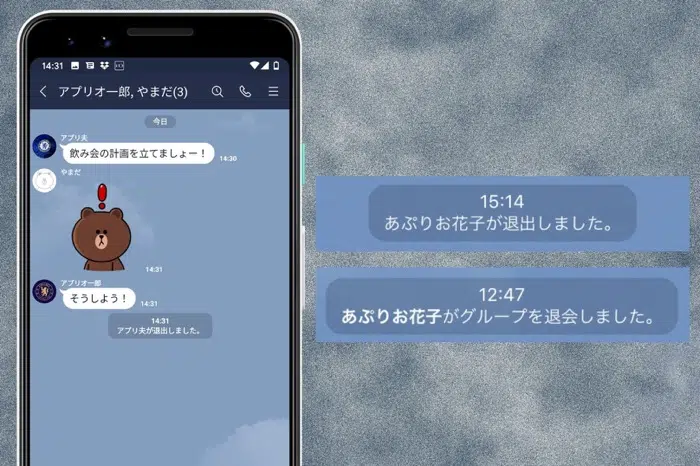 14:31
アプリオ一郎, やまだ(3)
今日
アプリ夫
飲み会の計画を立てましょー！
14:30
やまだ
14:31
アプリオ一郎
そうしよう！
14:31
14:31
アプリ夫が退出しました。
15:14
あぷりお花子が退出しました。
12:47
あぷりお花子がグループを退会しました。